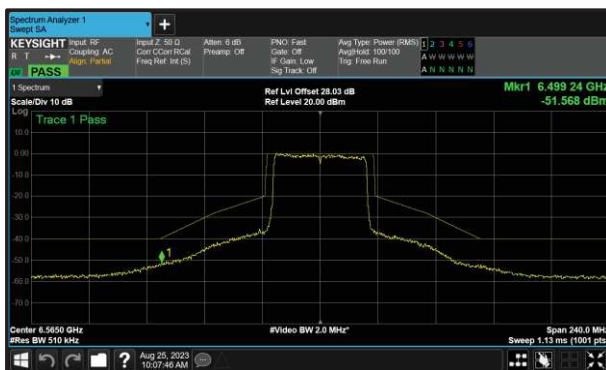 Spectrum Analyzer 1
Swept SA
KEYSIGHT Input: RF Input Z: 50 Ω Atten: 6 dB PNO: Fast Avg Type: Power (RMS) 1 2 3 4 5 6
R T Coupling: AC Corr CCorr RCal Preamp: Off Gate: Off Avg|Hold: 100/100 A W W W W W
Align: Partial Freq Ref: Int (S) IF Gain: Low Trig: Free Run
PASS Sig Track: Off A N N N N N
1 Spectrum Ref Lvl Offset 28.03 dB Mkr1 6.499 24 GHz
Scale/Div 10 dB Ref Level 20.00 dBm -51.568 dBm
Log
Trace 1 Pass
10.0
0.00
-10.0
-20.0
-30.0
-40.0
1
-50.0
-60.0
-70.0
Center 6.5650 GHz #Video BW 2.0 MHz* Span 240.0 MHz
#Res BW 510 kHz Sweep 1.13 ms (1001 pts
? Aug 25, 2023
10:07:46 AM